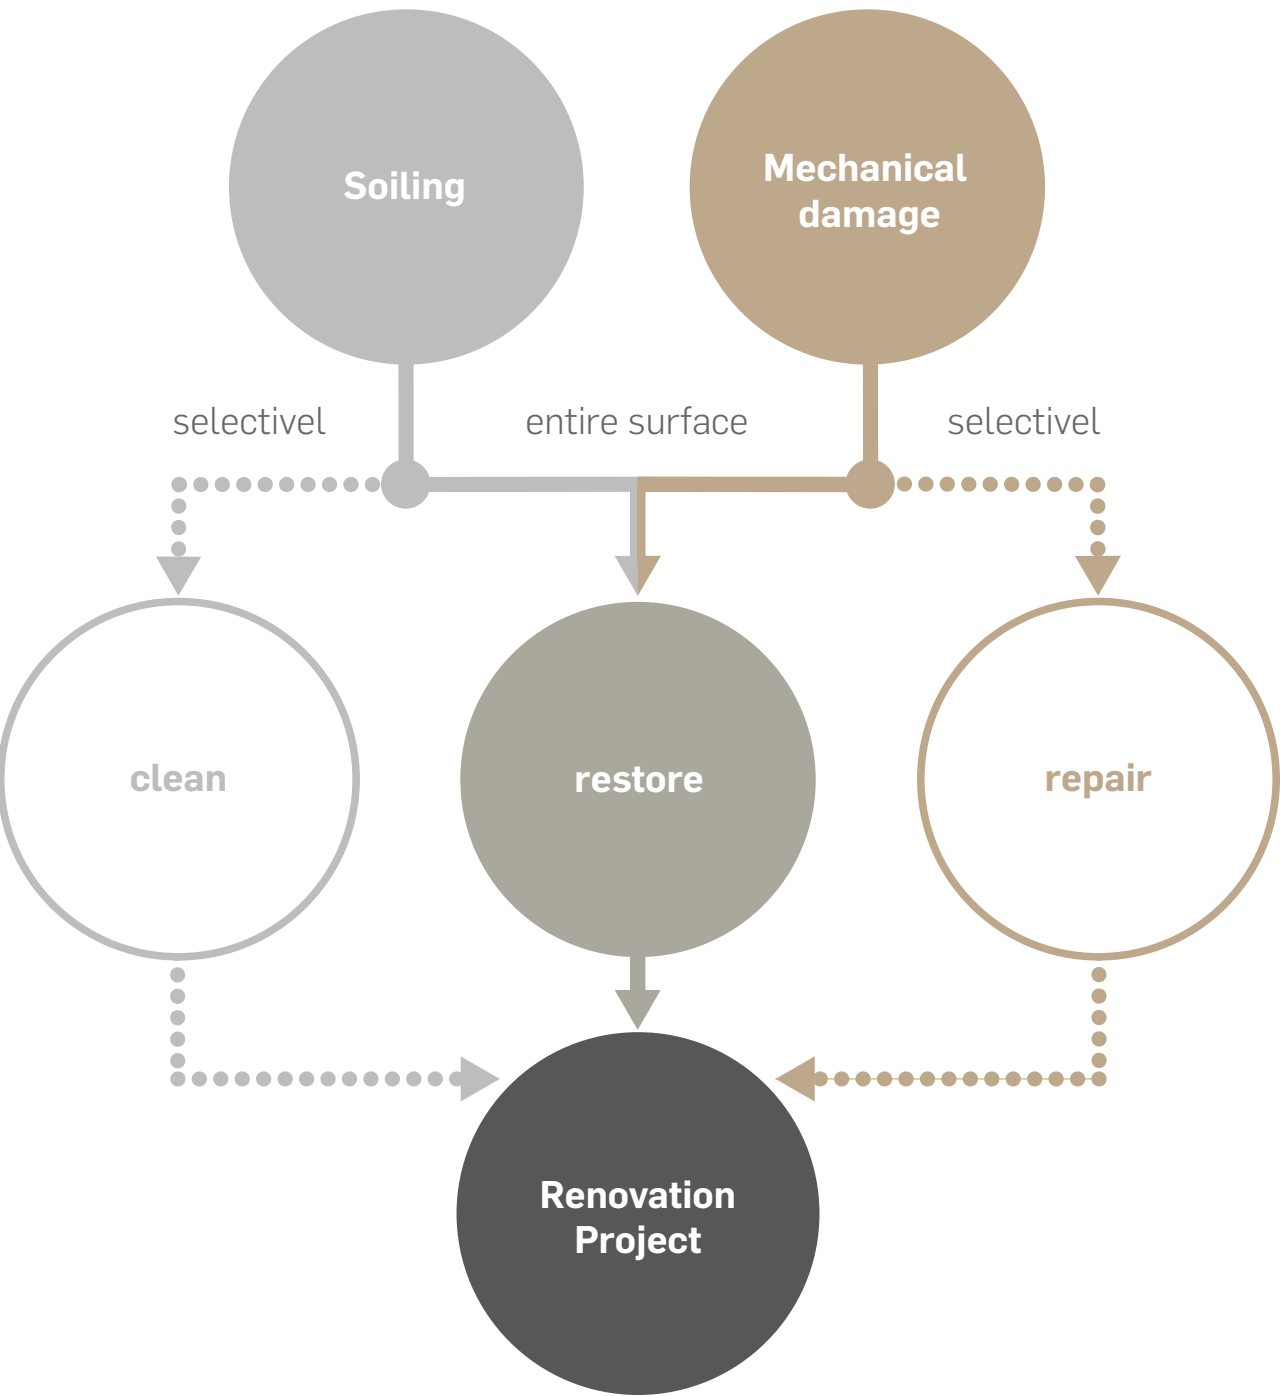 Soiling
Mechanical
damage
selectivel
entire surface
selectivel
clean
restore
repair
Renovation
Project